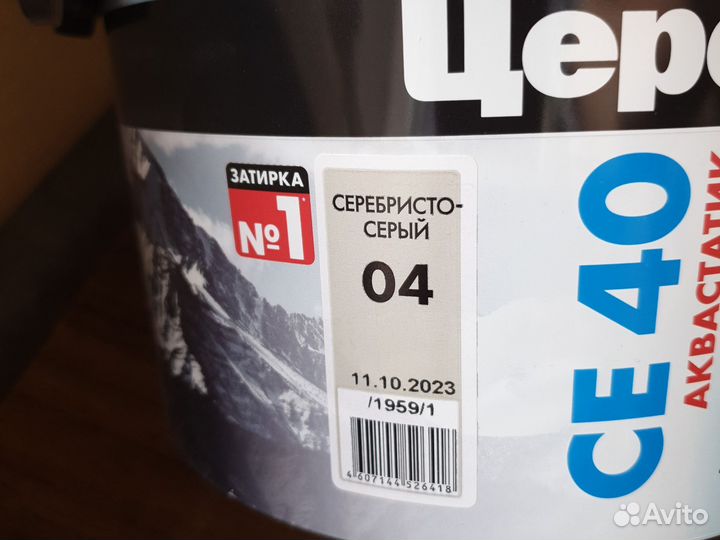 Цере
ЗАТИРКА
№1
СЕРЕБРИСТО-
СЕРЫЙ
04
11.10.2023
/1959/1
4607144526418
CE 40
АКВАСТАТИК
Avito